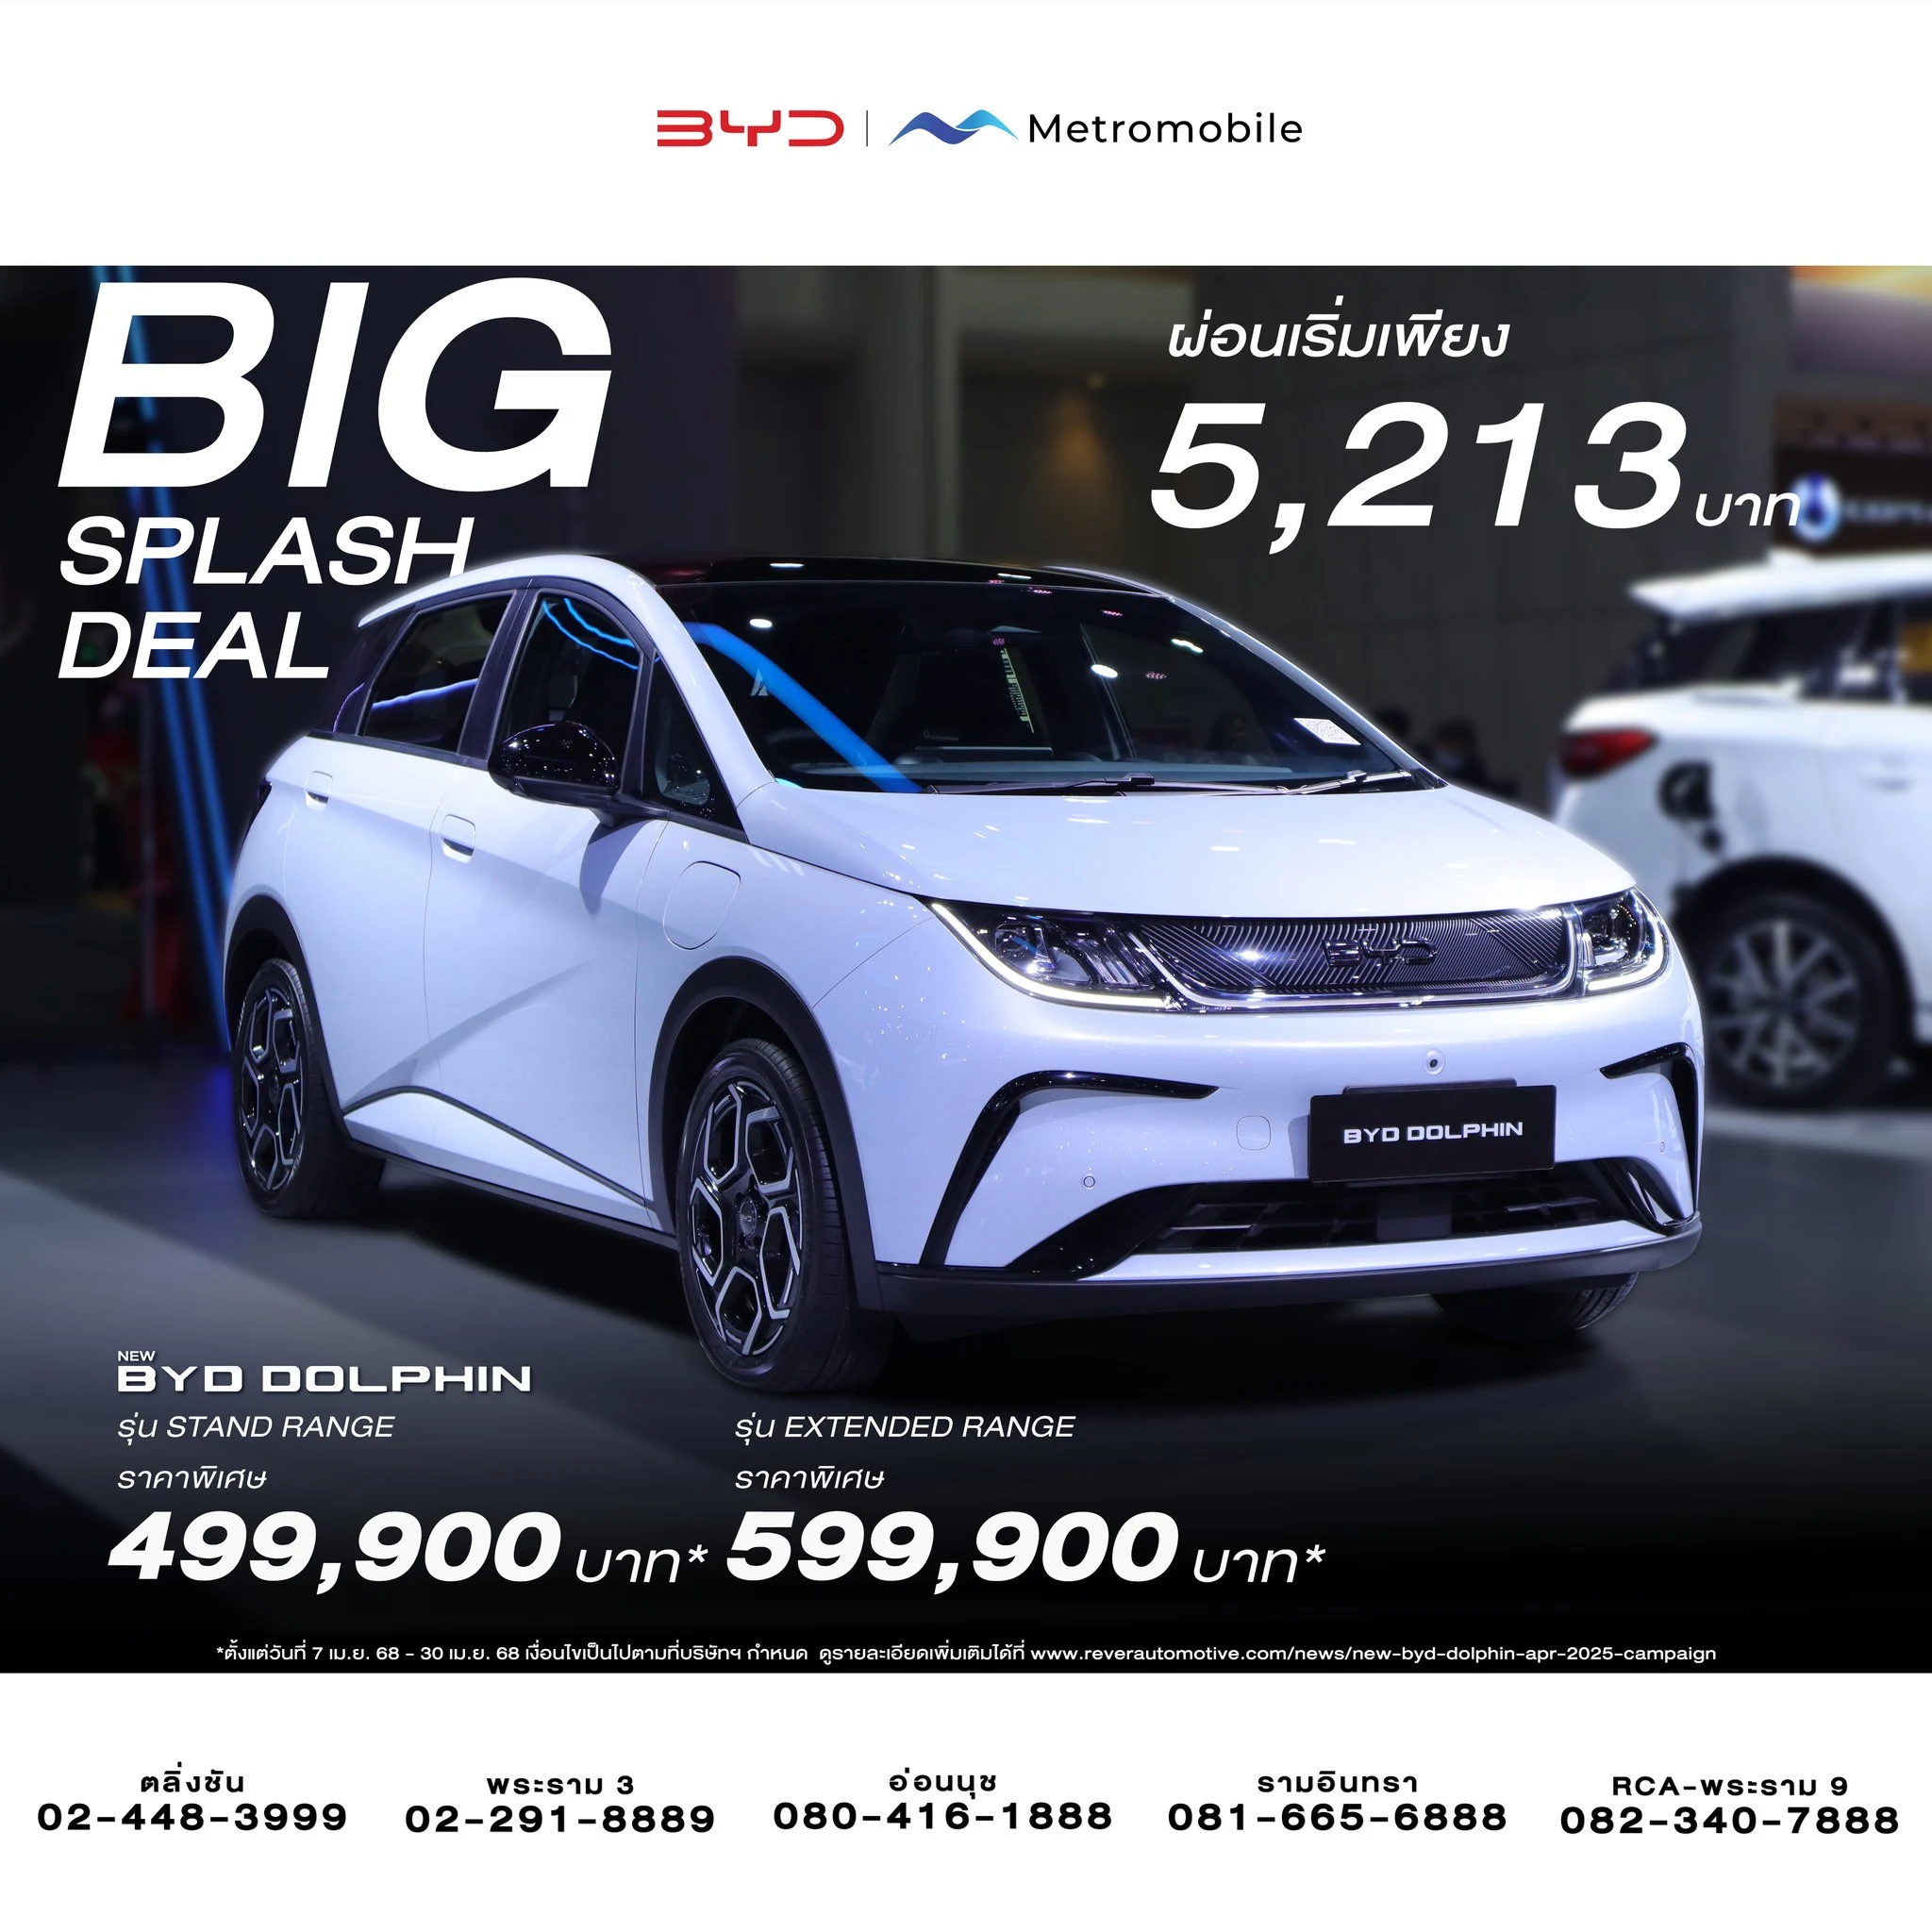 BYD | Metromobile
BIG
SPLASH
DEAL
ผ่อนเริ่มเพียง
5,213 บาท
BYD
BYD DOLPHIN
NEW
BYD DOLPHIN
รุ่น STAND RANGE
ราคาพิเศษ
499,900 บาท*
รุ่น EXTENDED RANGE
ราคาพิเศษ
599,900 บาท*
*ตั้งแต่วันที่ 7 เม.ย. 68 - 30 เม.ย. 68 เงื่อนไขเป็นไปตามที่บริษัทฯ กำหนด ดูรายละเอียดเพิ่มเติมได้ที่ www.reverautomotive.com/news/new-byd-dolphin-apr-2025-campaign
ตลิ่งชัน
02-448-3999
พระราม 3
02-291-8889
อ่อนนุช
080-416-1888
รามอินทรา
081-665-6888
RCA-พระราม 9
082-340-7888